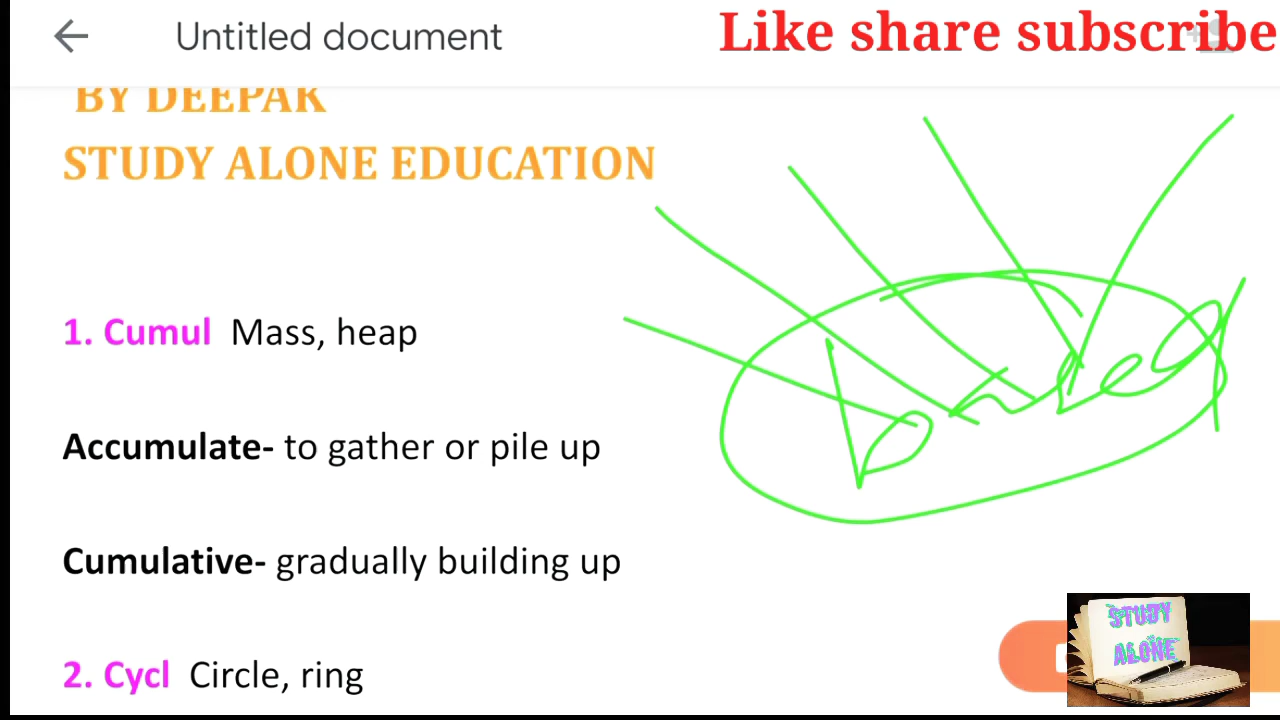 Untitled document
Like share subscribe
BY DEEPAK
STUDY ALONE EDUCATION
1. Cumul Mass, heap
Accumulate- to gather or pile up
Cumulative- gradually building up
2. Cycl Circle, ring
STUDY
ALONE